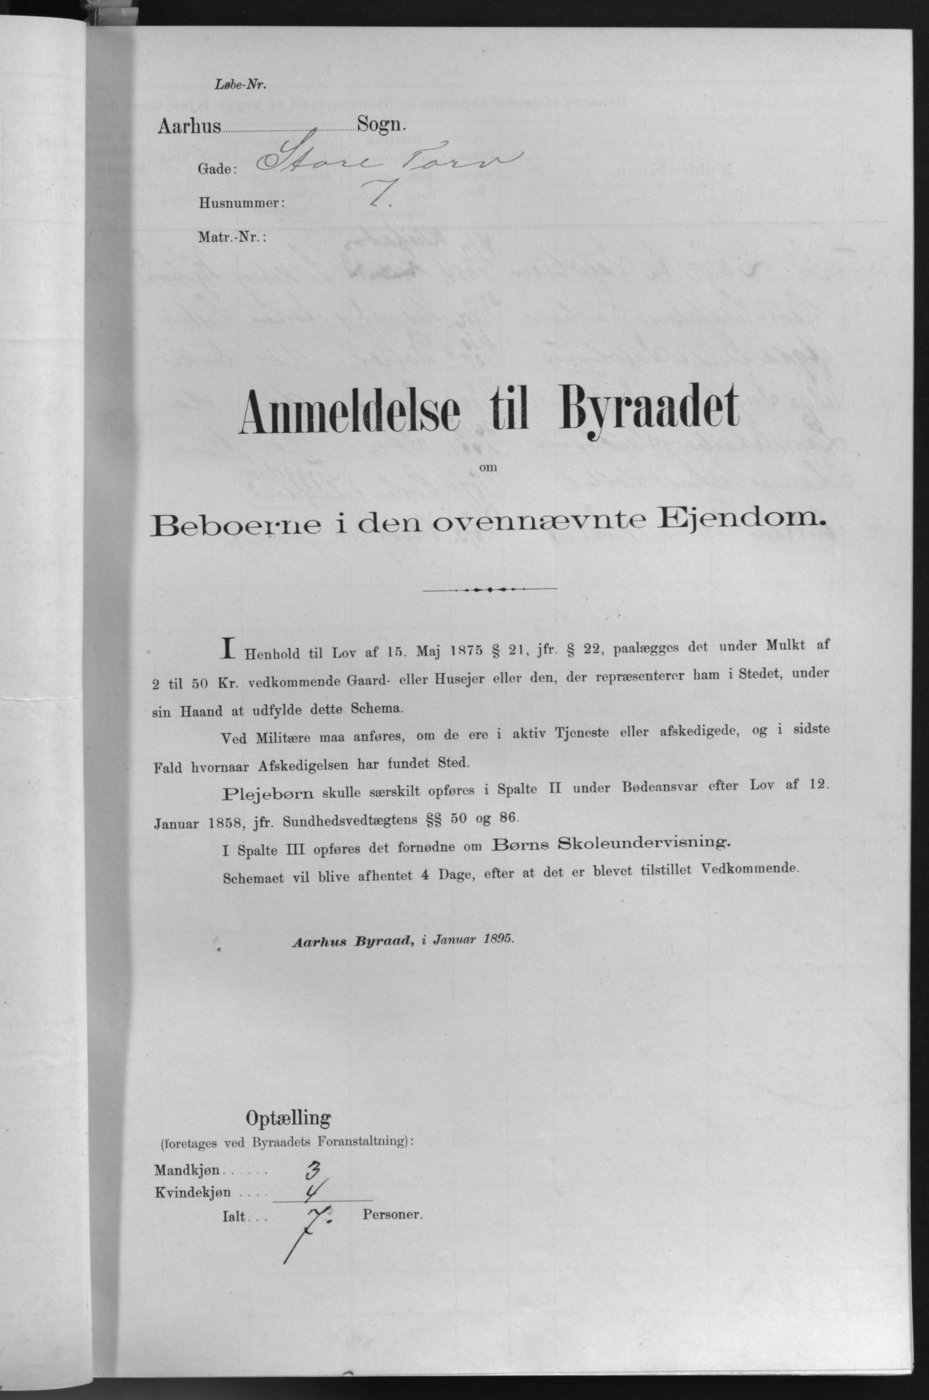 Løbe-Nr.
Aarhus Sogn.
Gade: Store Torv
Husnummer: 7.
Matr.-Nr.:
Anmeldelse til Byraadet
om
Beboerne i den ovennævnte Ejendom.
I Henhold til Lov af 15. Maj 1875 § 21, jfr. § 22, paalægges det under Mulkt af
2 til 50 Kr. vedkommende Gaard- eller Husejer eller den, der repræsenterer ham i Stedet, under
sin Haand at udfylde dette Schema.
Ved Militære maa anføres, om de ere i aktiv Tjeneste eller afskedigede, og i sidste
Fald hvornaar Afskedigelsen har fundet Sted.
Plejebørn skulle særskilt opføres i Spalte II under Bødeansvar efter Lov af 12.
Januar 1858, jfr. Sundhedsvedtægtens §§ 50 og 86.
I Spalte III opføres det fornødne om Børns Skoleundervisning.
Schemaet vil blive afhentet 4 Dage, efter at det er blevet tilstillet Vedkommende.
Aarhus Byraad, i Januar 1895.
Optælling
(foretages ved Byraadets Foranstaltning):
Mandkjøn...... 3
Kvindekjøn .... 4
Ialt... 7. Personer.